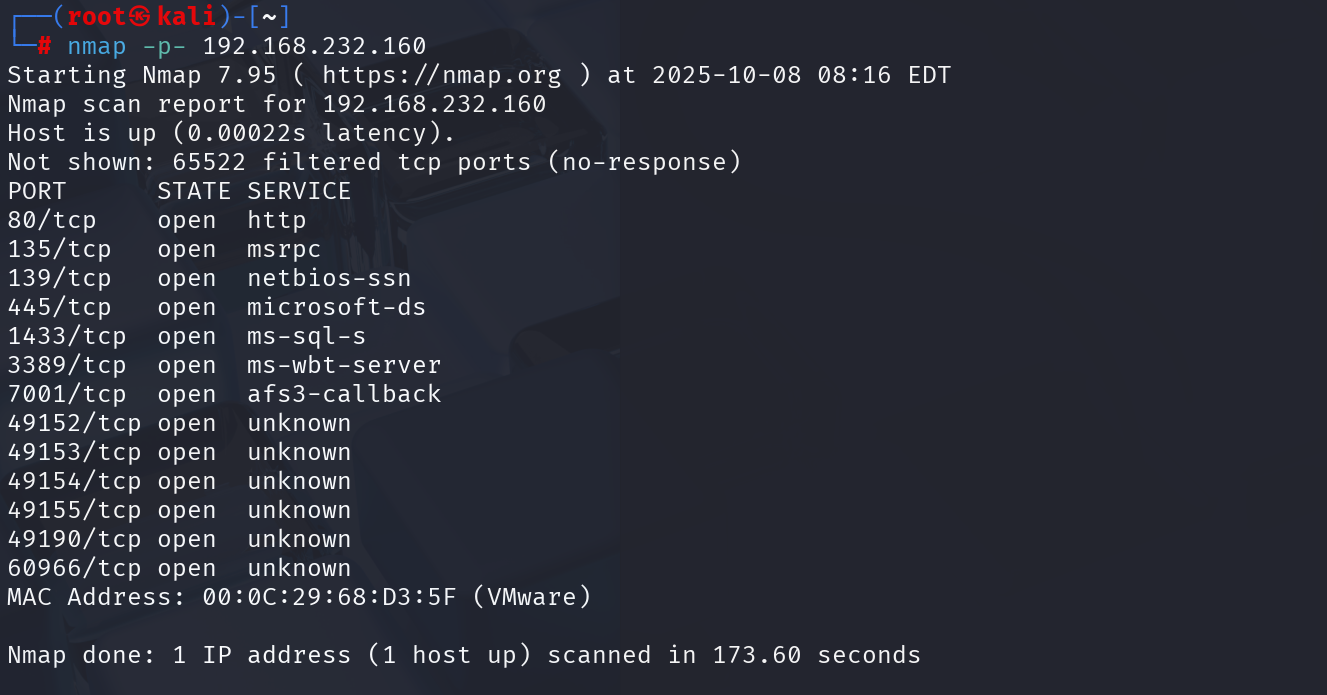 ┌──(root㉿kali)-[~]
└─# nmap -p- 192.168.232.160
Starting Nmap 7.95 ( https://nmap.org ) at 2025-10-08 08:16 EDT
Nmap scan report for 192.168.232.160
Host is up (0.00022s latency).
Not shown: 65522 filtered tcp ports (no-response)
PORT      STATE SERVICE
80/tcp    open  http
135/tcp   open  msrpc
139/tcp   open  netbios-ssn
445/tcp   open  microsoft-ds
1433/tcp  open  ms-sql-s
3389/tcp  open  ms-wbt-server
7001/tcp  open  afs3-callback
49152/tcp open  unknown
49153/tcp open  unknown
49154/tcp open  unknown
49155/tcp open  unknown
49190/tcp open  unknown
60966/tcp open  unknown
MAC Address: 00:0C:29:68:D3:5F (VMware)
Nmap done: 1 IP address (1 host up) scanned in 173.60 seconds